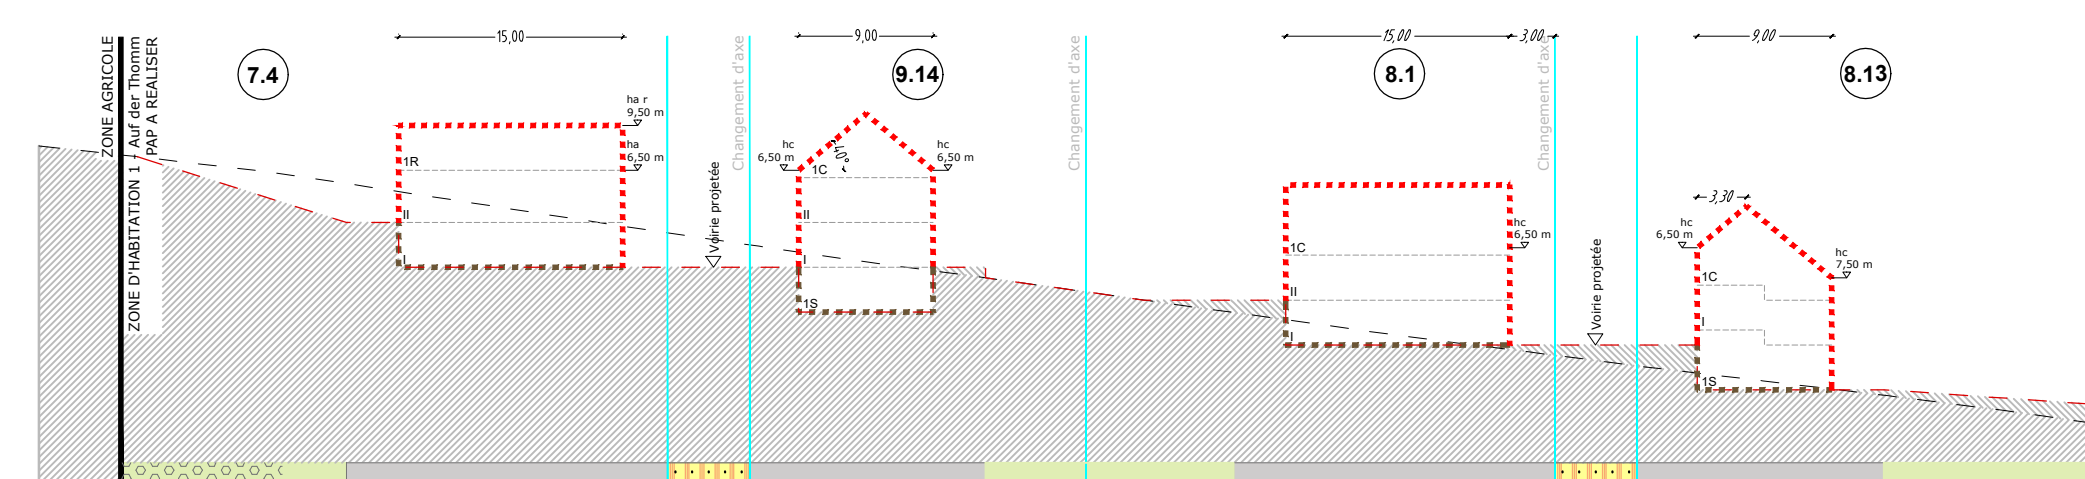 ZONE AGRICOLE
ZONE D'HABITATION 1 - Auf der Thomm
PAP A REALISER
7.4
15,00
ha r
9,50 m
ha
6,50 m
1R
II
I
Voirie projetée
Changement d'axe
9,00
9.14
hc
6,50 m
40°
hc
6,50 m
1C
II
I
1S
Changement d'axe
15,00
3,00
8.1
hc
6,50 m
1C
II
I
Changement d'axe
Voirie projetée
9,00
8.13
3,30
hc
6,50 m
hc
7,50 m
1C
I
1S